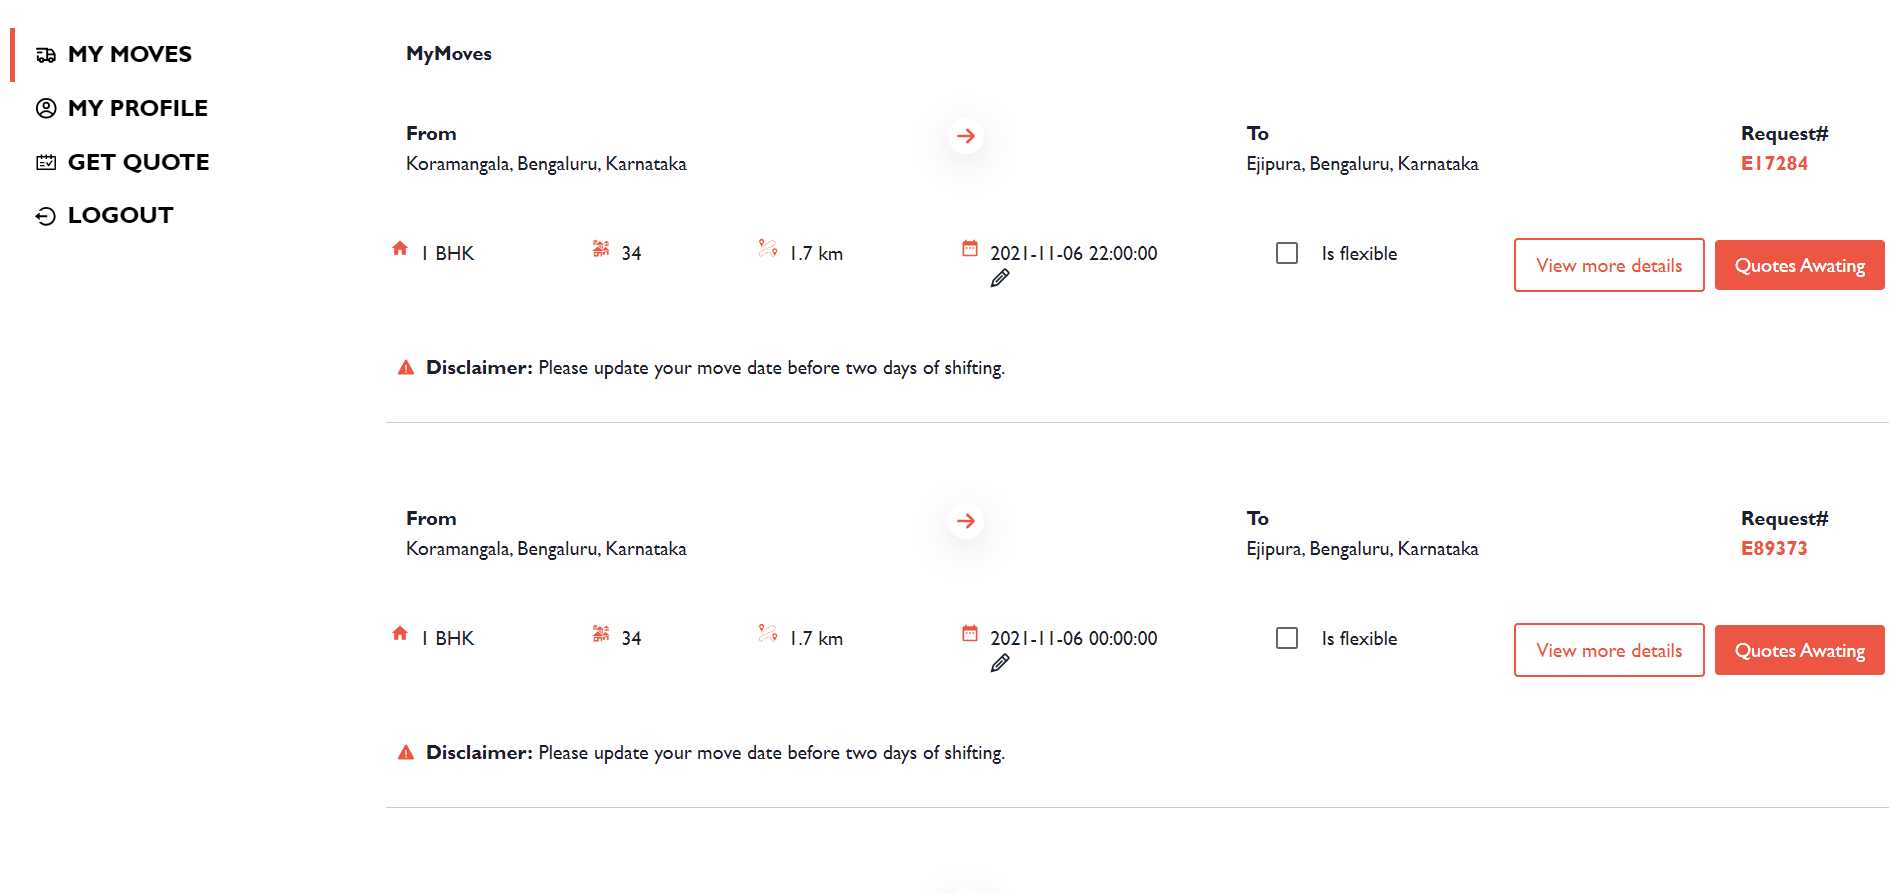 MY MOVES
MY PROFILE
GET QUOTE
LOGOUT
MyMoves
From To Request#
Koramangala, Bengaluru, Karnataka Ejipura, Bengaluru, Karnataka E17284
1 BHK 34 1.7 km 2021-11-06 22:00:00 Is flexible View more details Quotes Awating
Disclaimer: Please update your move date before two days of shifting.
From To Request#
Koramangala, Bengaluru, Karnataka Ejipura, Bengaluru, Karnataka E89373
1 BHK 34 1.7 km 2021-11-06 00:00:00 Is flexible View more details Quotes Awating
Disclaimer: Please update your move date before two days of shifting.